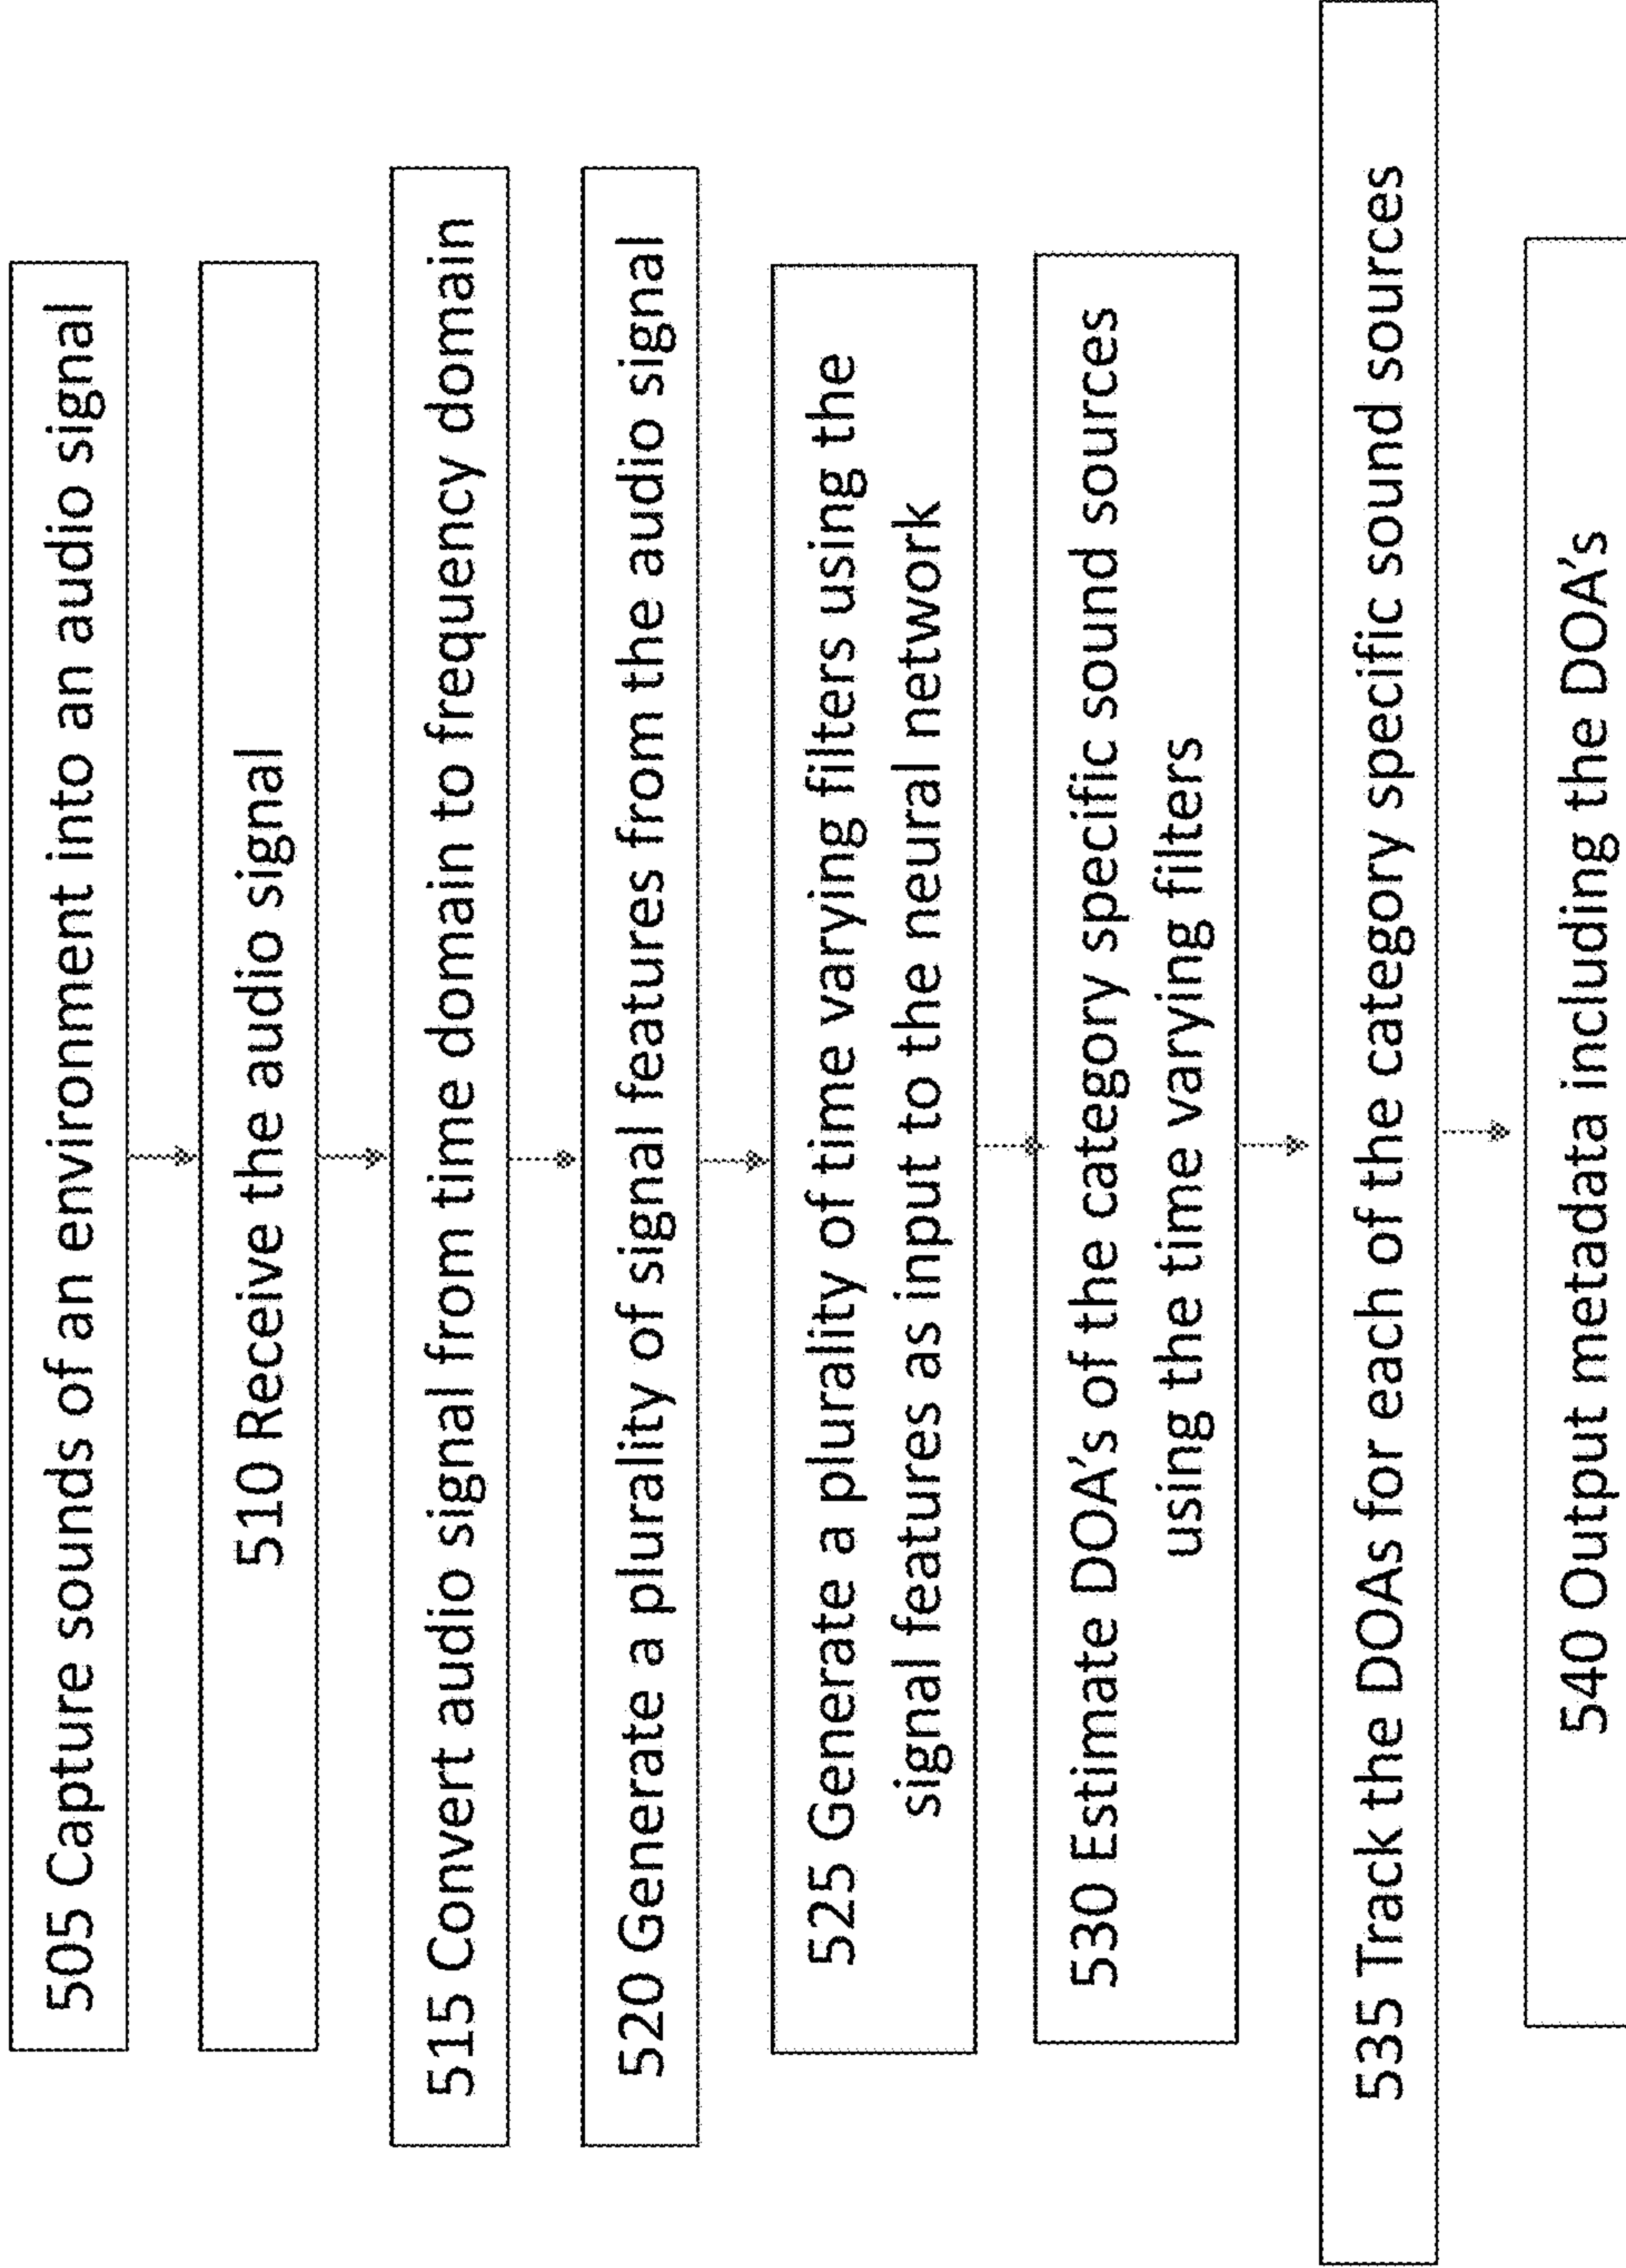 505 Capture sounds of an environment into an audio signal
510 Receive the audio signal
515 Convert audio signal from time domain to frequency domain
520 Generate a plurality of signal features from the audio signal
525 Generate a plurality of time varying filters using the
signal features as input to the neural network
530 Estimate DOA's of the category specific sound sources
using the time varying filters
535 Track the DOAs for each of the category specific sound sources
540 Output metadata including the DOA's